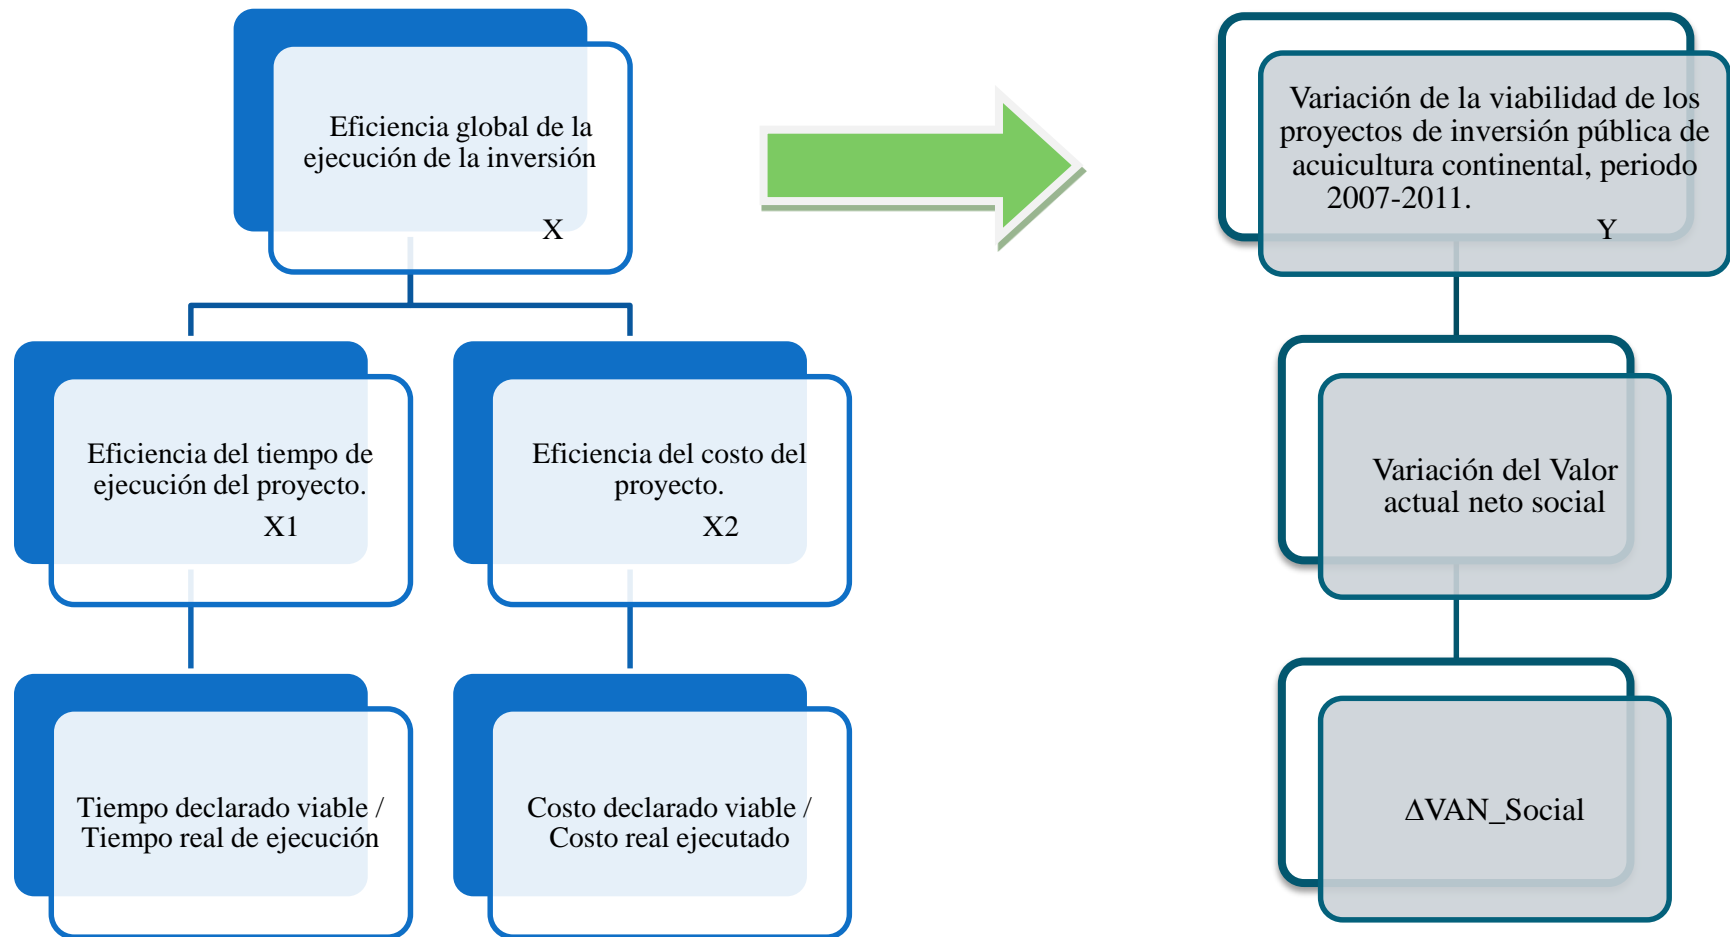 Eficiencia global de la
ejecución de la inversión
X
Variación de la viabilidad de los
proyectos de inversión pública de
acuicultura continental, periodo
2007-2011.
Y
Eficiencia del tiempo de
ejecución del proyecto.
X1
Eficiencia del costo del
proyecto.
X2
Variación del Valor
actual neto social
Tiempo declarado viable /
Tiempo real de ejecución
Costo declarado viable /
Costo real ejecutado
ΔVAN_Social